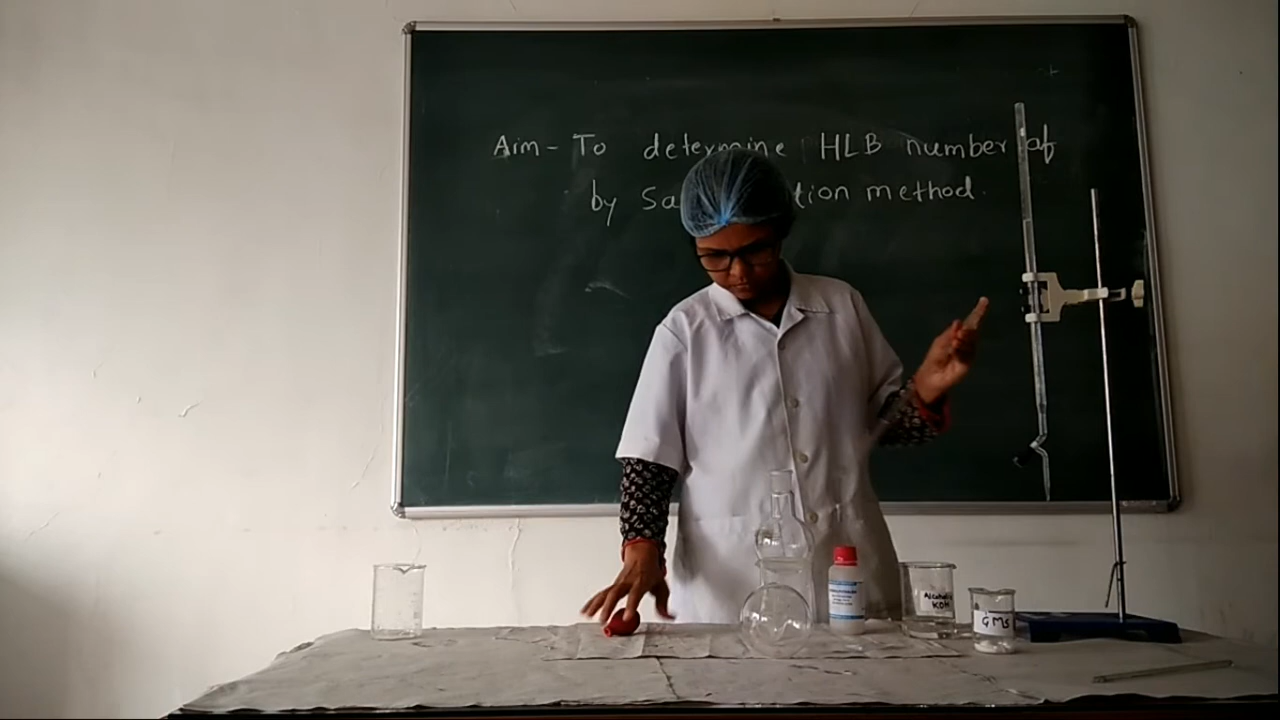 Aim - To determine HLB number of
by Sa tion method.
Alcoholic
KOH
GMS